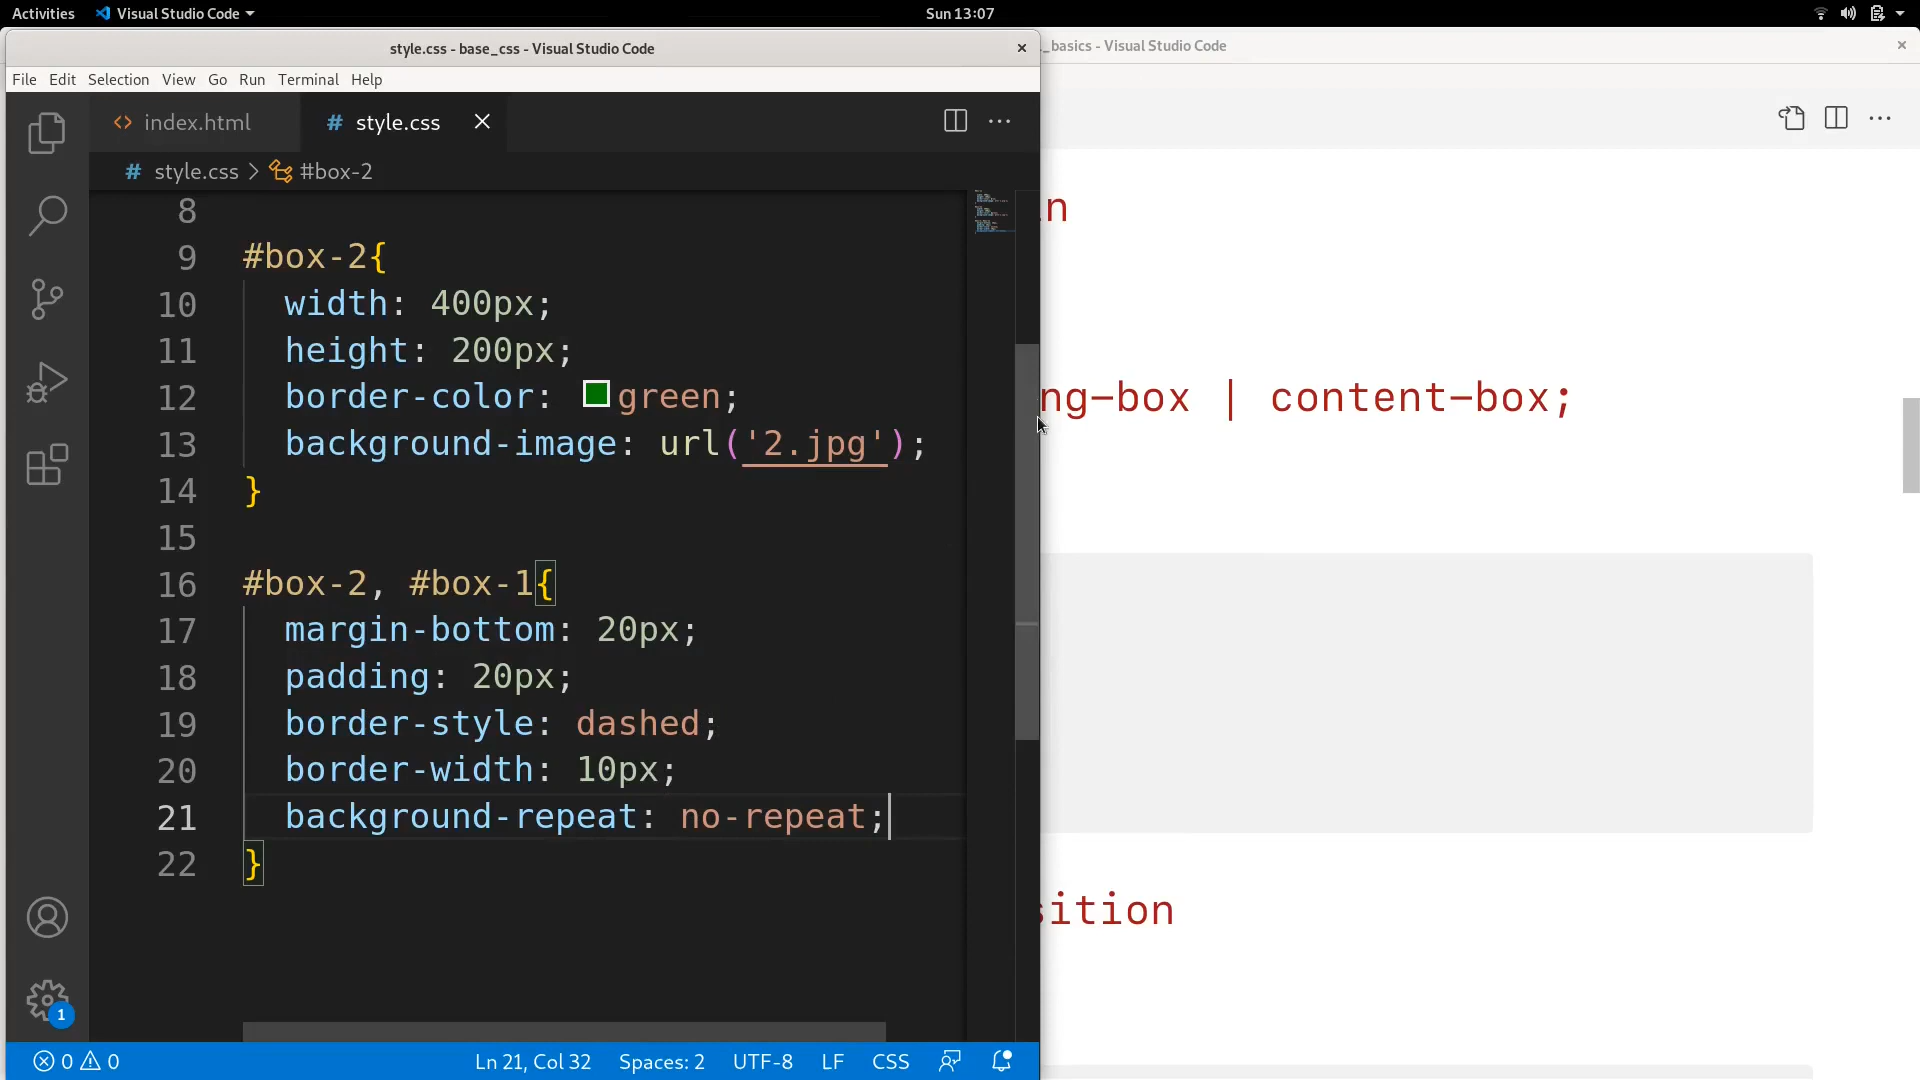 Activities Visual Studio Code Sun 13:07
style.css - base_css - Visual Studio Code
_basics - Visual Studio Code
File Edit Selection View Go Run Terminal Help
<> index.html # style.css
# style.css > #box-2
8
9 #box-2{
10 width: 400px;
11 height: 200px;
12 border-color: green;
13 background-image: url('2.jpg');
14 }
15
16 #box-2, #box-1{
17 margin-bottom: 20px;
18 padding: 20px;
19 border-style: dashed;
20 border-width: 10px;
21 background-repeat: no-repeat;
22 }
1
0 0 Ln 21, Col 32 Spaces: 2 UTF-8 LF CSS
n
ng-box | content-box;
sition